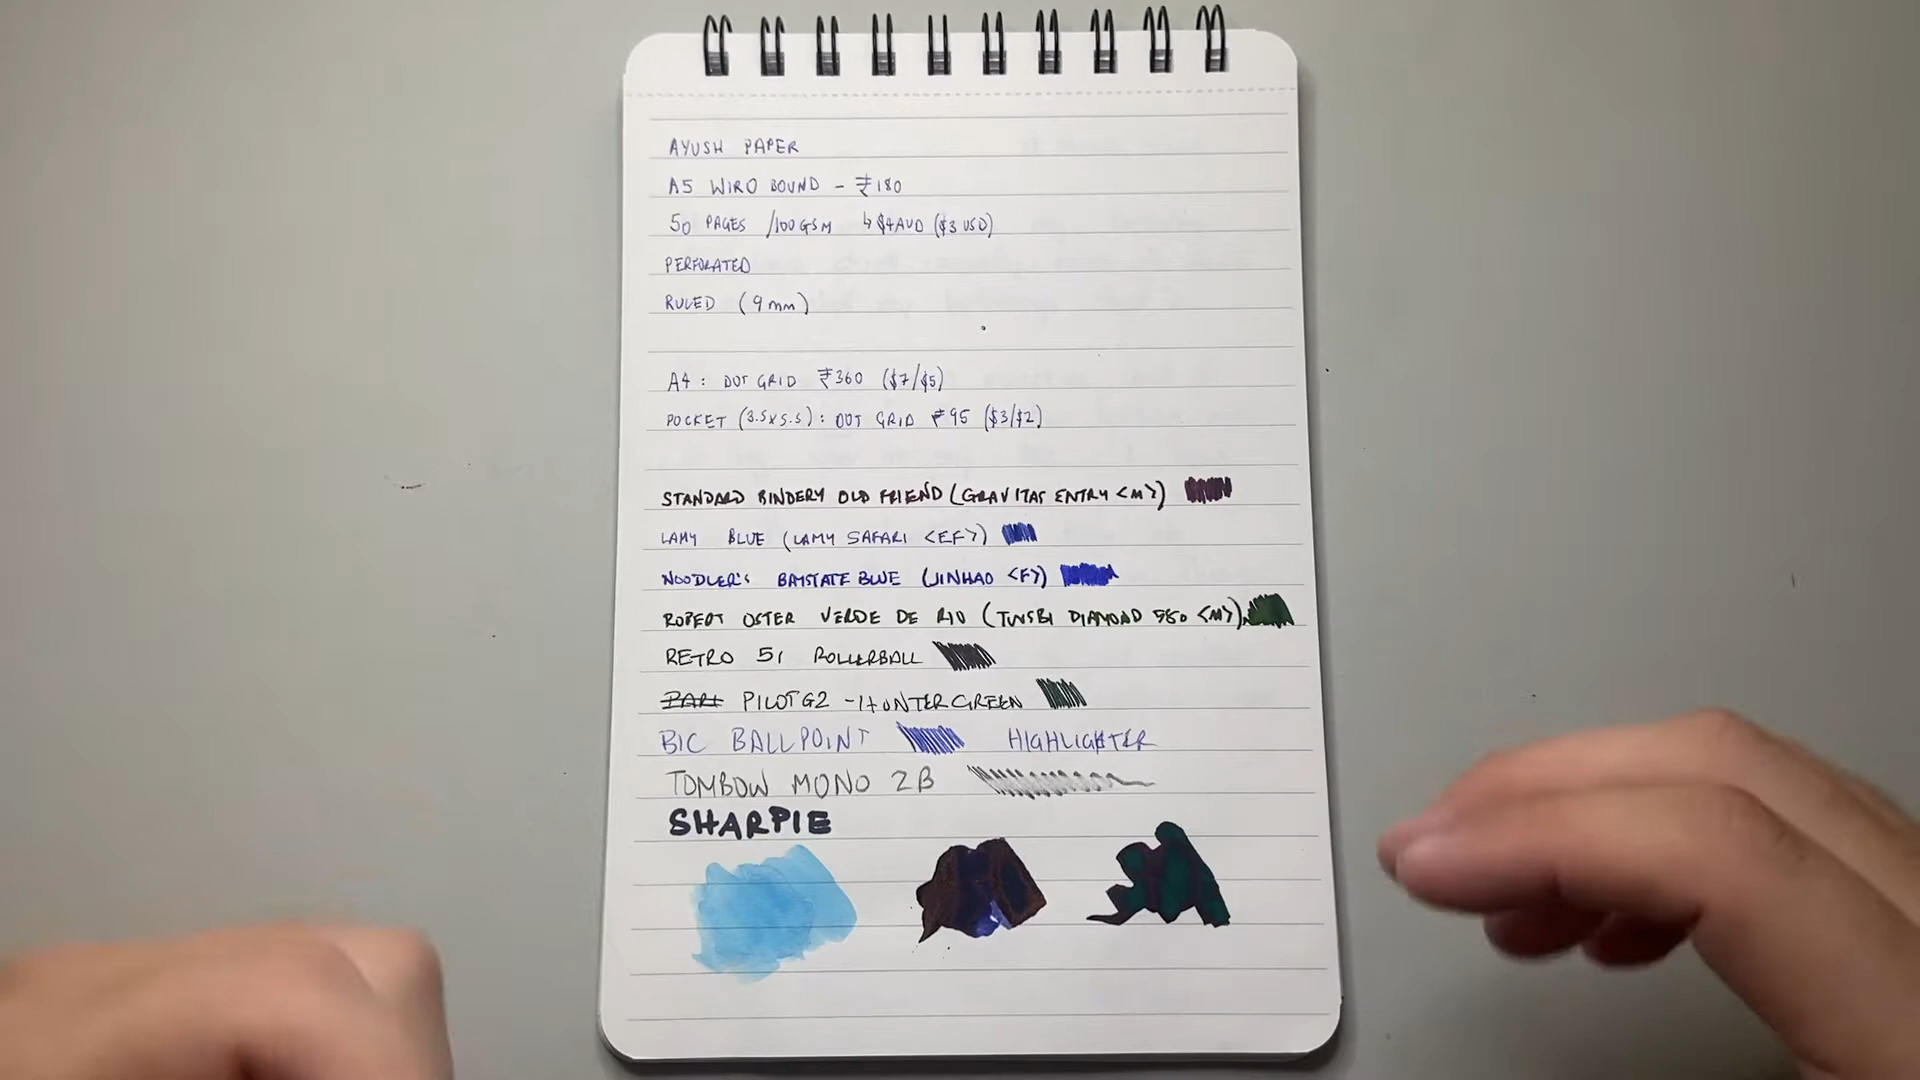 AYUSH PAPER
A5 WIRO BOUND - ₹180
50 PAGES /100GSM ↳$4AUD ($3 USD)
PERFORATED
RULED (9mm)
A4: DOT GRID ₹360 ($7/$5)
POCKET (3.5x5.5): DOT GRID ₹95 ($3/$2)
STANDARD BINDERY OLD FRIEND (GRAVITAS ENTRY <M>)
LAMY BLUE (LAMY SAFARI <EF>)
NOODLER'S BAYSTATE BLUE (JINHAO <F>)
ROBERT OSTER VERDE DE RIO (TWSBI DIAMOND 580 <M>)
RETRO 51 ROLLERBALL
PILOT G2 - HUNTER GREEN
BIC BALLPOINT HIGHLIGHTER
TOMBOW MONO 2B
SHARPIE